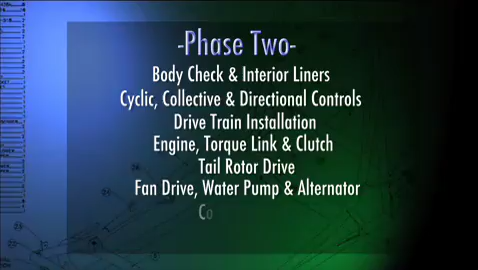 -Phase Two-
Body Check & Interior Liners
Cyclic, Collective & Directional Controls
Drive Train Installation
Engine, Torque Link & Clutch
Tail Rotor Drive
Fan Drive, Water Pump & Alternator
Co